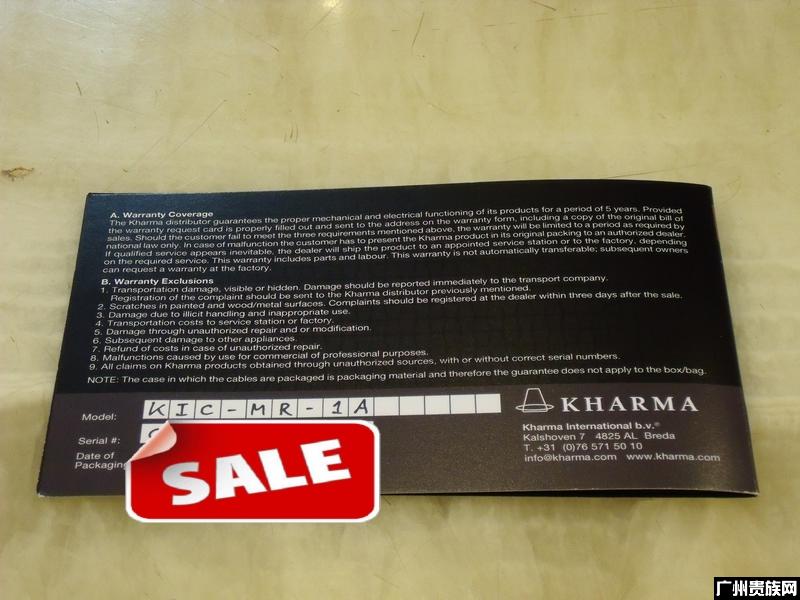 A. Warranty Coverage
The Kharma distributor guarantees the proper mechanical and electrical functioning of its products for a period of 5 years. Provided
the warranty request card is properly filled out and sent to the address on the warranty form, including a copy of the original bill of
sales. Should the customer fail to meet the three requirements mentioned above, the warranty will be limited to a period as required by
national law only. In case of malfunction the customer has to present the Kharma product in its original packing to an authorized dealer.
If qualified service appears inevitable, the dealer will ship the product to an appointed service station or to the factory, depending
on the required service. This warranty includes parts and labour. This warranty is not automatically transferable; subsequent owners
can request a warranty at the factory.
B. Warranty Exclusions
1. Transportation damage, visible or hidden. Damage should be reported immediately to the transport company.
Registration of the complaint should be sent to the Kharma distributor previously mentioned.
2. Scratches in painted and wood/metal surfaces. Complaints should be registered at the dealer within three days after the sale.
3. Damage due to illicit handling and inappropriate use.
4. Transportation costs to service station or factory.
5. Damage through unauthorized repair and or modification.
6. Subsequent damage to other appliances.
7. Refund of costs in case of unauthorized repair.
8. Malfunctions caused by use for commercial of professional purposes.
9. All claims on Kharma products obtained through unauthorized sources, with or without correct serial numbers.
NOTE: The case in which the cables are packaged is packaging material and therefore the guarantee does not apply to the box/bag.
Model: KIC-MR-1A
Serial #:
Date of
Packaging
KHARMA
Kharma International b.v.®
Kalshoven 7 4825 AL Breda
T. +31 (0)76 571 50 10
info@kharma.com www.kharma.com
SALE
广州贵族网